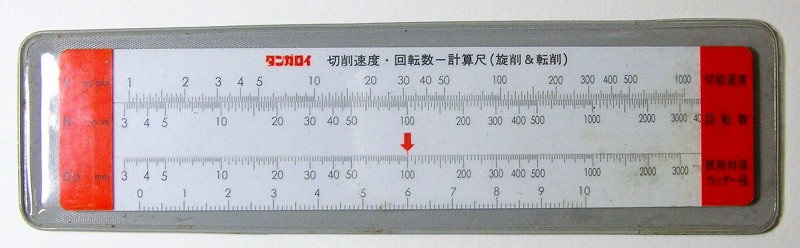 タンガロイ 切削速度・回転数ー計算尺(旋削&転削)
V m/min 1 2 3 4 5 10 20 30 40 50 100 200 300 400 500 1000 切削速度
N r.p.m 3 4 5 10 20 30 40 50 100 200 300 400 500 1000 2000 3000 40 回転数
Dφ mm 3 4 5 10 20 30 40 50 100 200 300 400 500 1000 2000 3000 被削材径
カッター径
0 1 2 3 4 5 6 7 8 9 10